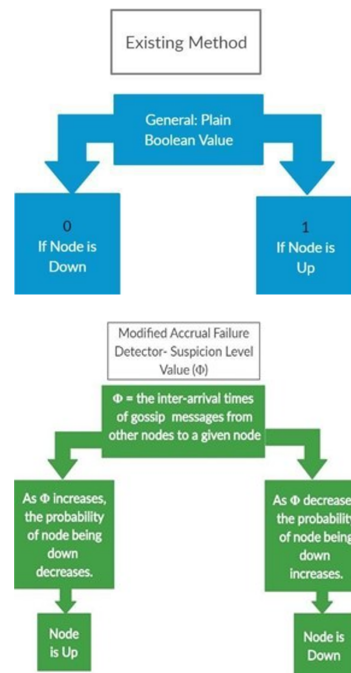 Existing Method
General: Plain
Boolean Value
0
If Node is
Down
1
If Node is
Up
Modified Accrual Failure
Detector- Suspicion Level
Value (Φ)
Φ = the inter-arrival times
of gossip messages from
other nodes to a given node
As Φ increases,
the probability
of node being
down
decreases.
As Φ decrease
the probability
of node being
down
increases.
Node
is Up
Node is
Down